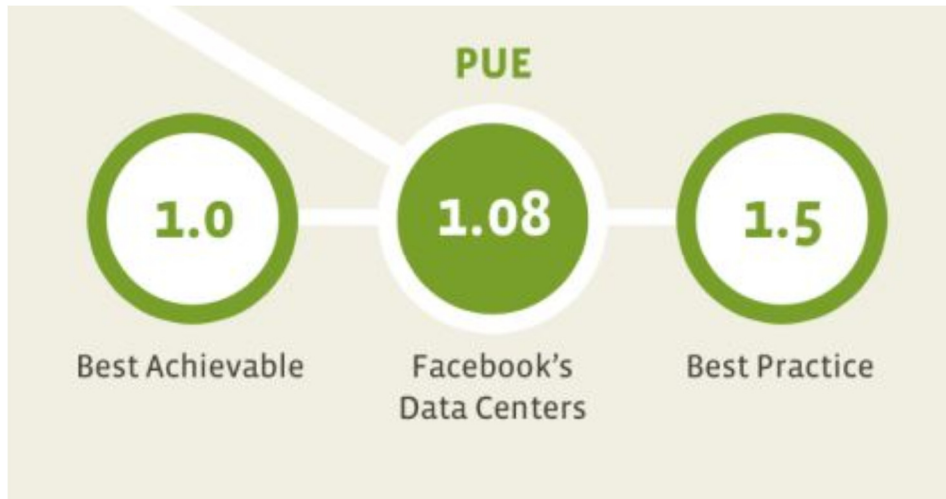 PUE
1.0
1.08
1.5
Best Achievable
Facebook’s
Data Centers
Best Practice